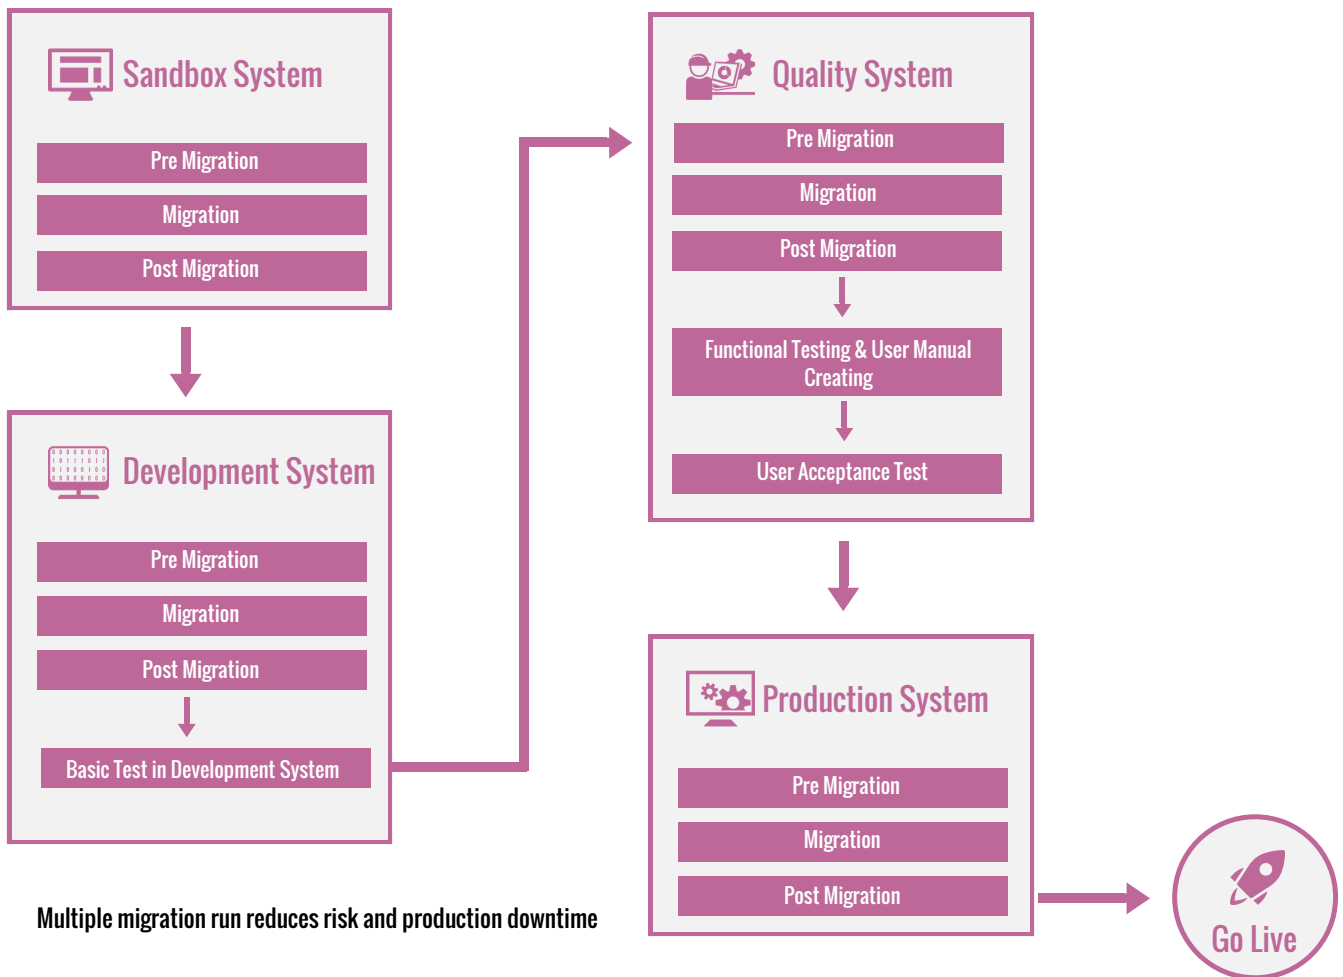 Sandbox System
Pre Migration
Migration
Post Migration
Development System
Pre Migration
Migration
Post Migration
Basic Test in Development System
Quality System
Pre Migration
Migration
Post Migration
Functional Testing & User Manual
Creating
User Acceptance Test
Production System
Pre Migration
Migration
Post Migration
Go Live
Multiple migration run reduces risk and production downtime